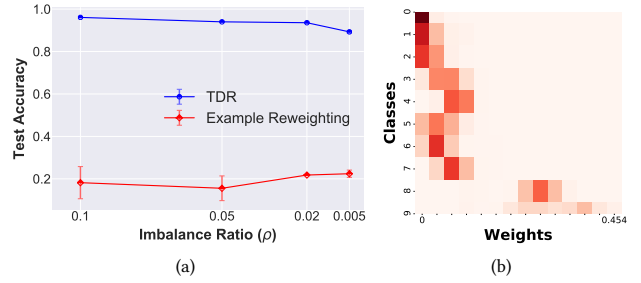 1.0
0.8
0.6
0.4
0.2
Test Accuracy
TDR
Example Reweighting
0.1
0.05
0.02
0.005
Imbalance Ratio (ρ)
(a)
Classes
0
1
2
3
4
5
6
7
8
9
0
0.454
Weights
(b)